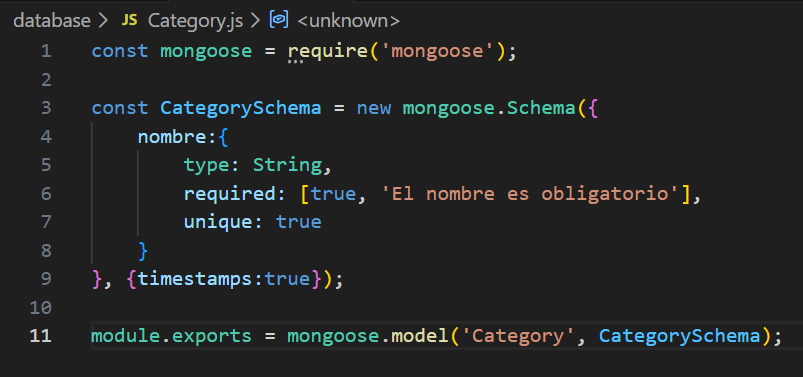 database > JS Category.js > <unknown>
1 const mongoose = require('mongoose');
2
3 const CategorySchema = new mongoose.Schema({
4     nombre:{
5         type: String,
6         required: [true, 'El nombre es obligatorio'],
7         unique: true
8     }
9 }, {timestamps:true});
10
11 module.exports = mongoose.model('Category', CategorySchema);